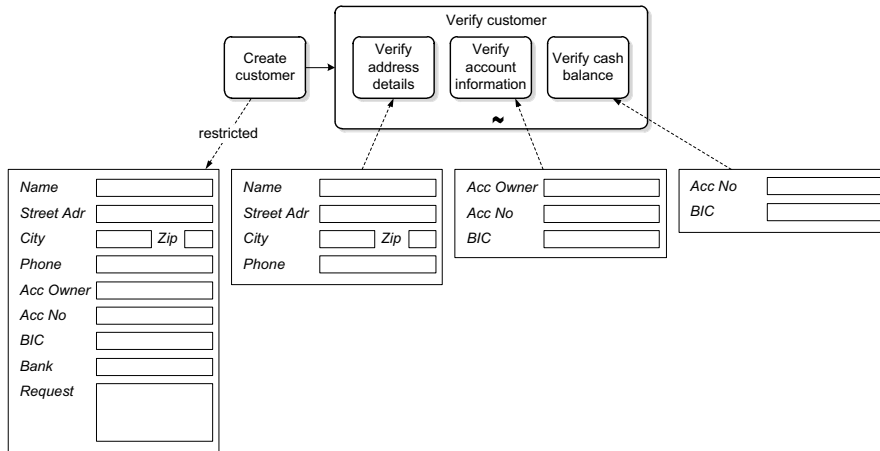 Verify customer
Create
customer
Verify
address
details
Verify
account
information
Verify cash
balance
~
restricted
Name
Street Adr
City
Zip
Phone
Acc Owner
Acc No
BIC
Bank
Request
Name
Street Adr
City
Zip
Phone
Acc Owner
Acc No
BIC
Acc No
BIC